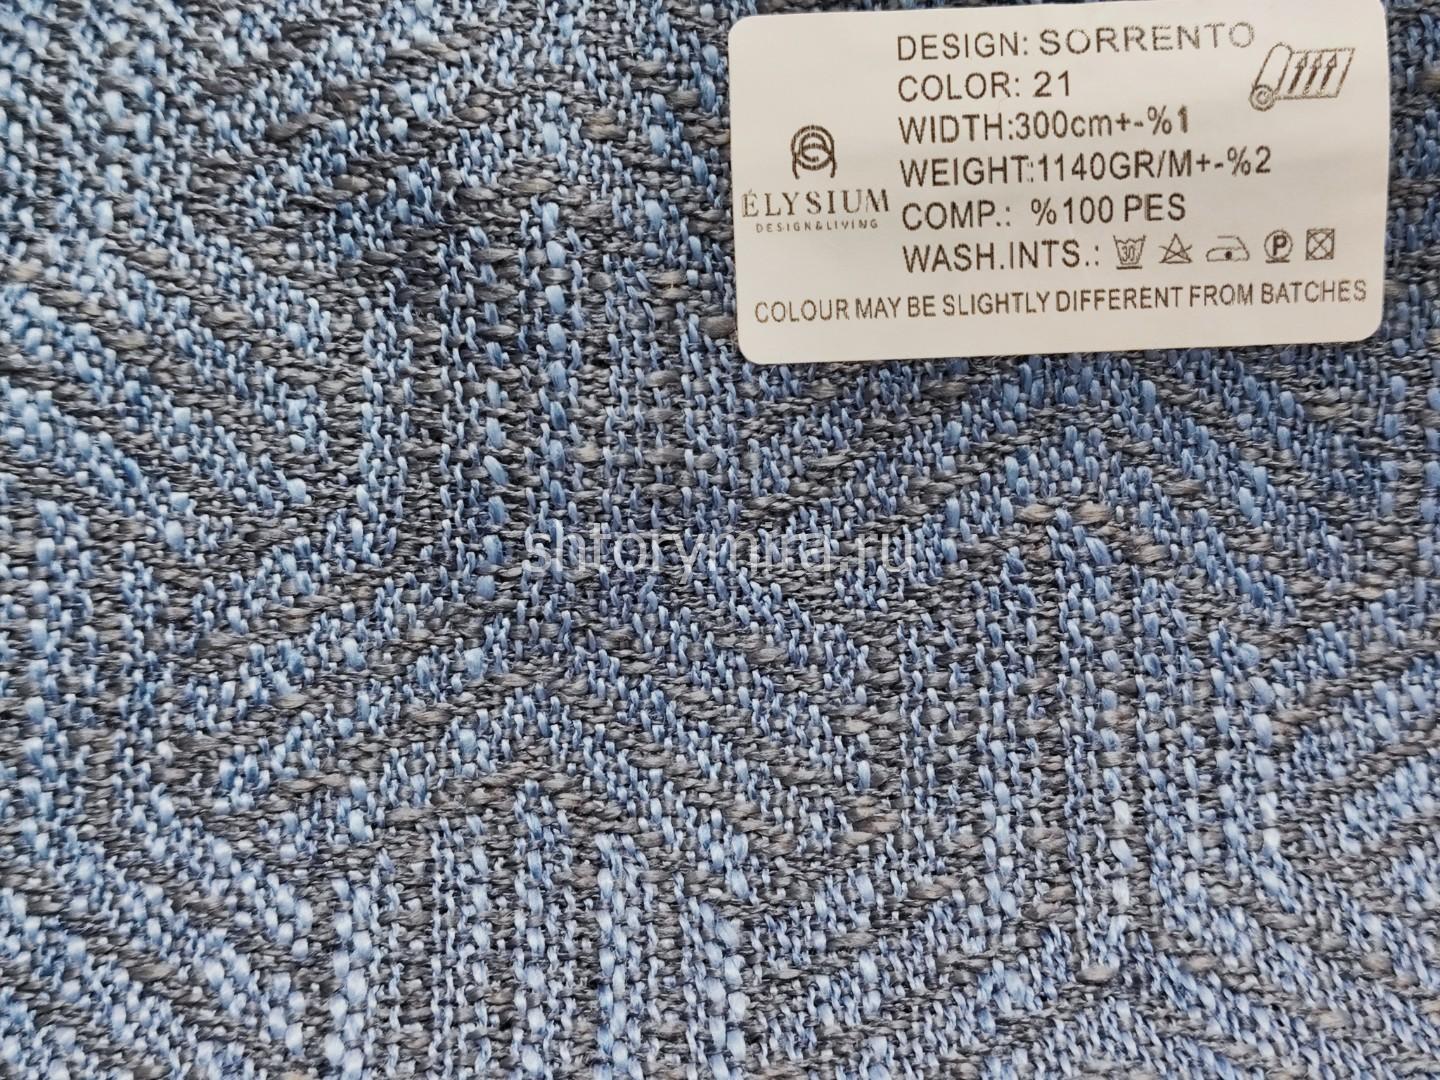 DESIGN: SORRENTO
COLOR: 21
WIDTH:300cm+-%1
WEIGHT:1140GR/M+-%2
COMP.: %100 PES
WASH.INTS.: 30 P
ÉLYSIUM
DESIGN&LIVING
COLOUR MAY BE SLIGHTLY DIFFERENT FROM BATCHES
shtorymira.ru